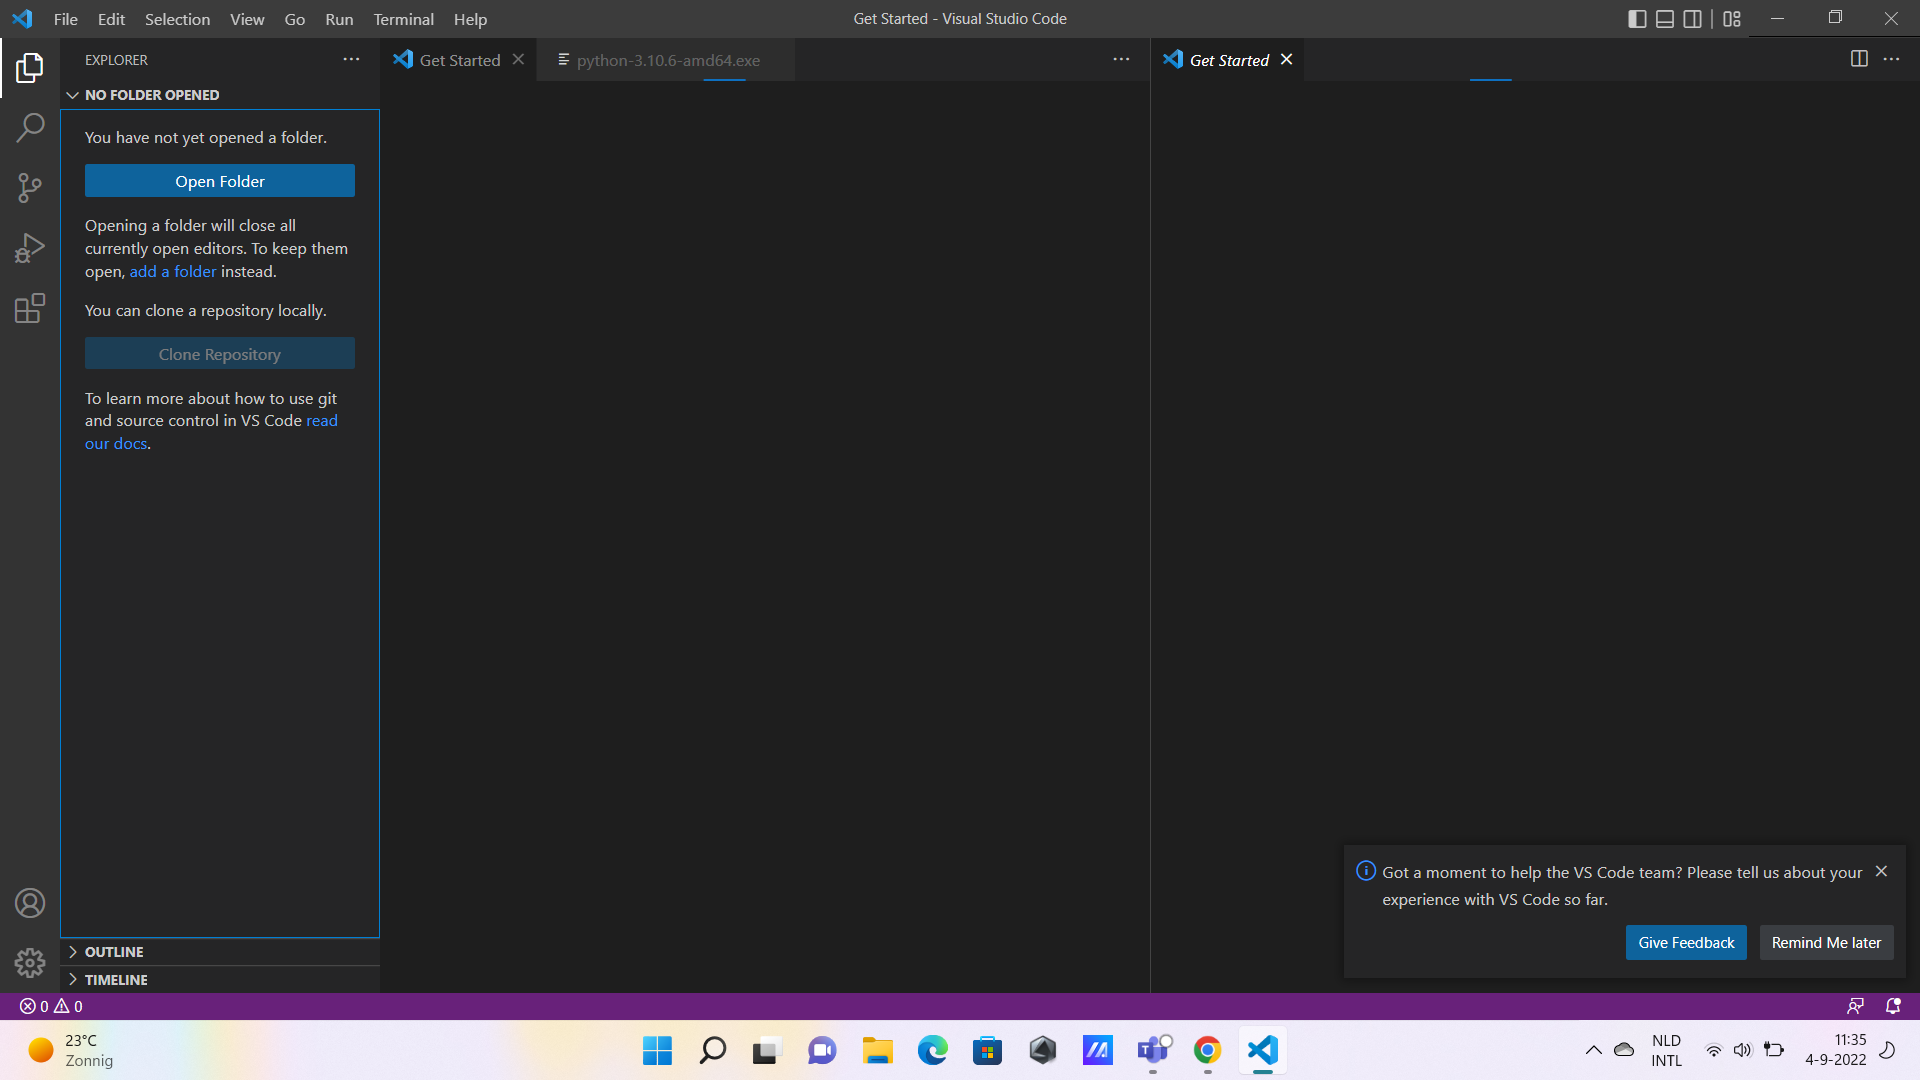 File Edit Selection View Go Run Terminal Help
Get Started - Visual Studio Code
EXPLORER
Get Started
python-3.10.6-amd64.exe
Get Started
NO FOLDER OPENED
You have not yet opened a folder.
Open Folder
Opening a folder will close all
currently open editors. To keep them
open, add a folder instead.
You can clone a repository locally.
Clone Repository
To learn more about how to use git
and source control in VS Code read
our docs.
Got a moment to help the VS Code team? Please tell us about your
experience with VS Code so far.
Give Feedback
Remind Me later
OUTLINE
TIMELINE
0 0
23°C
Zonnig
NLD
INTL
11:35
4-9-2022